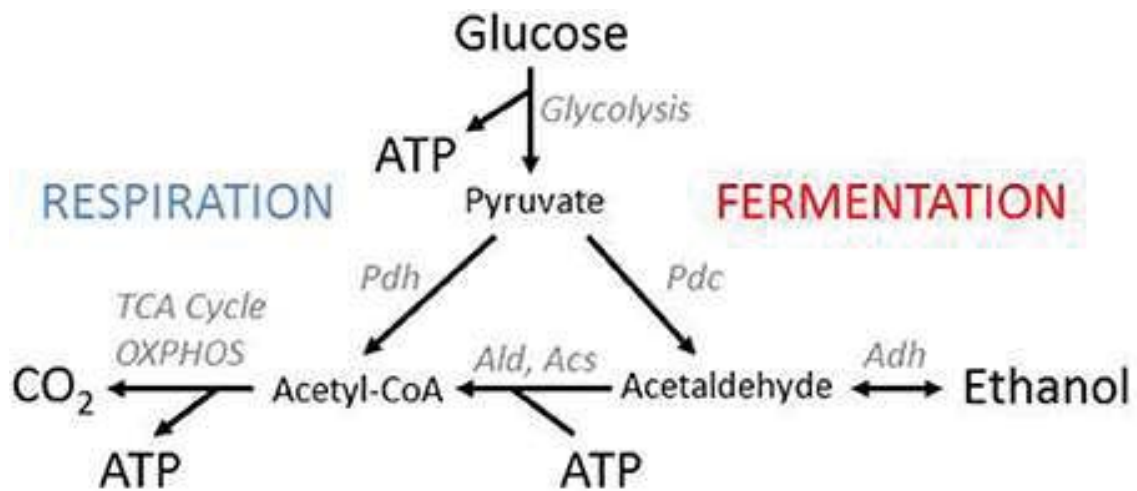 Glucose
Glycolysis
ATP
RESPIRATION
Pyruvate
FERMENTATION
Pdh
Pdc
TCA Cycle
OXPHOS
Ald, Acs
Adh
CO₂
Acetyl-CoA
Acetaldehyde
Ethanol
ATP
ATP